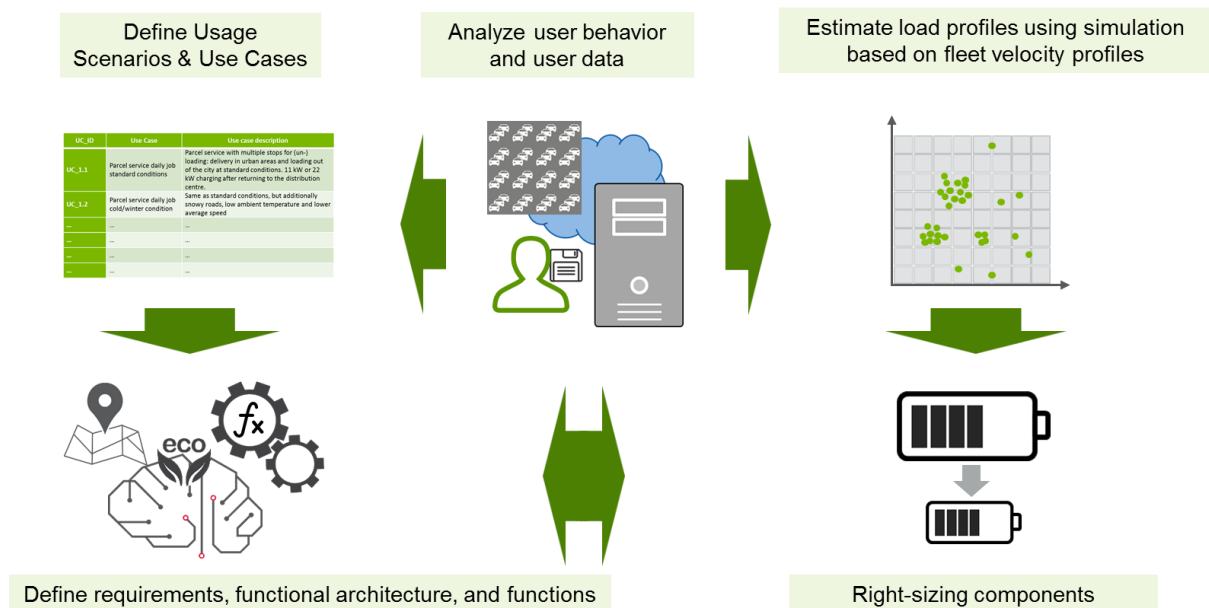 Define Usage
Scenarios & Use Cases
Analyze user behavior
and user data
Estimate load profiles using simulation
based on fleet velocity profiles
UC_ID Use Case Use case description
UC_1.1
Parcel service daily job
standard conditions
Parcel service with multiple stops for (un-)
loading: delivery in urban areas and loading out
of the city at standard conditions. 11 kW or 22
kW charging after returning to the distribution
centre.
UC_1.2
Parcel service daily job
cold/winter condition
Same as standard conditions, but additionally
snowy roads, low ambient temperature and lower
average speed
... ... ...
... ... ...
... ... ...
fx
eco
Define requirements, functional architecture, and functions
Right-sizing components